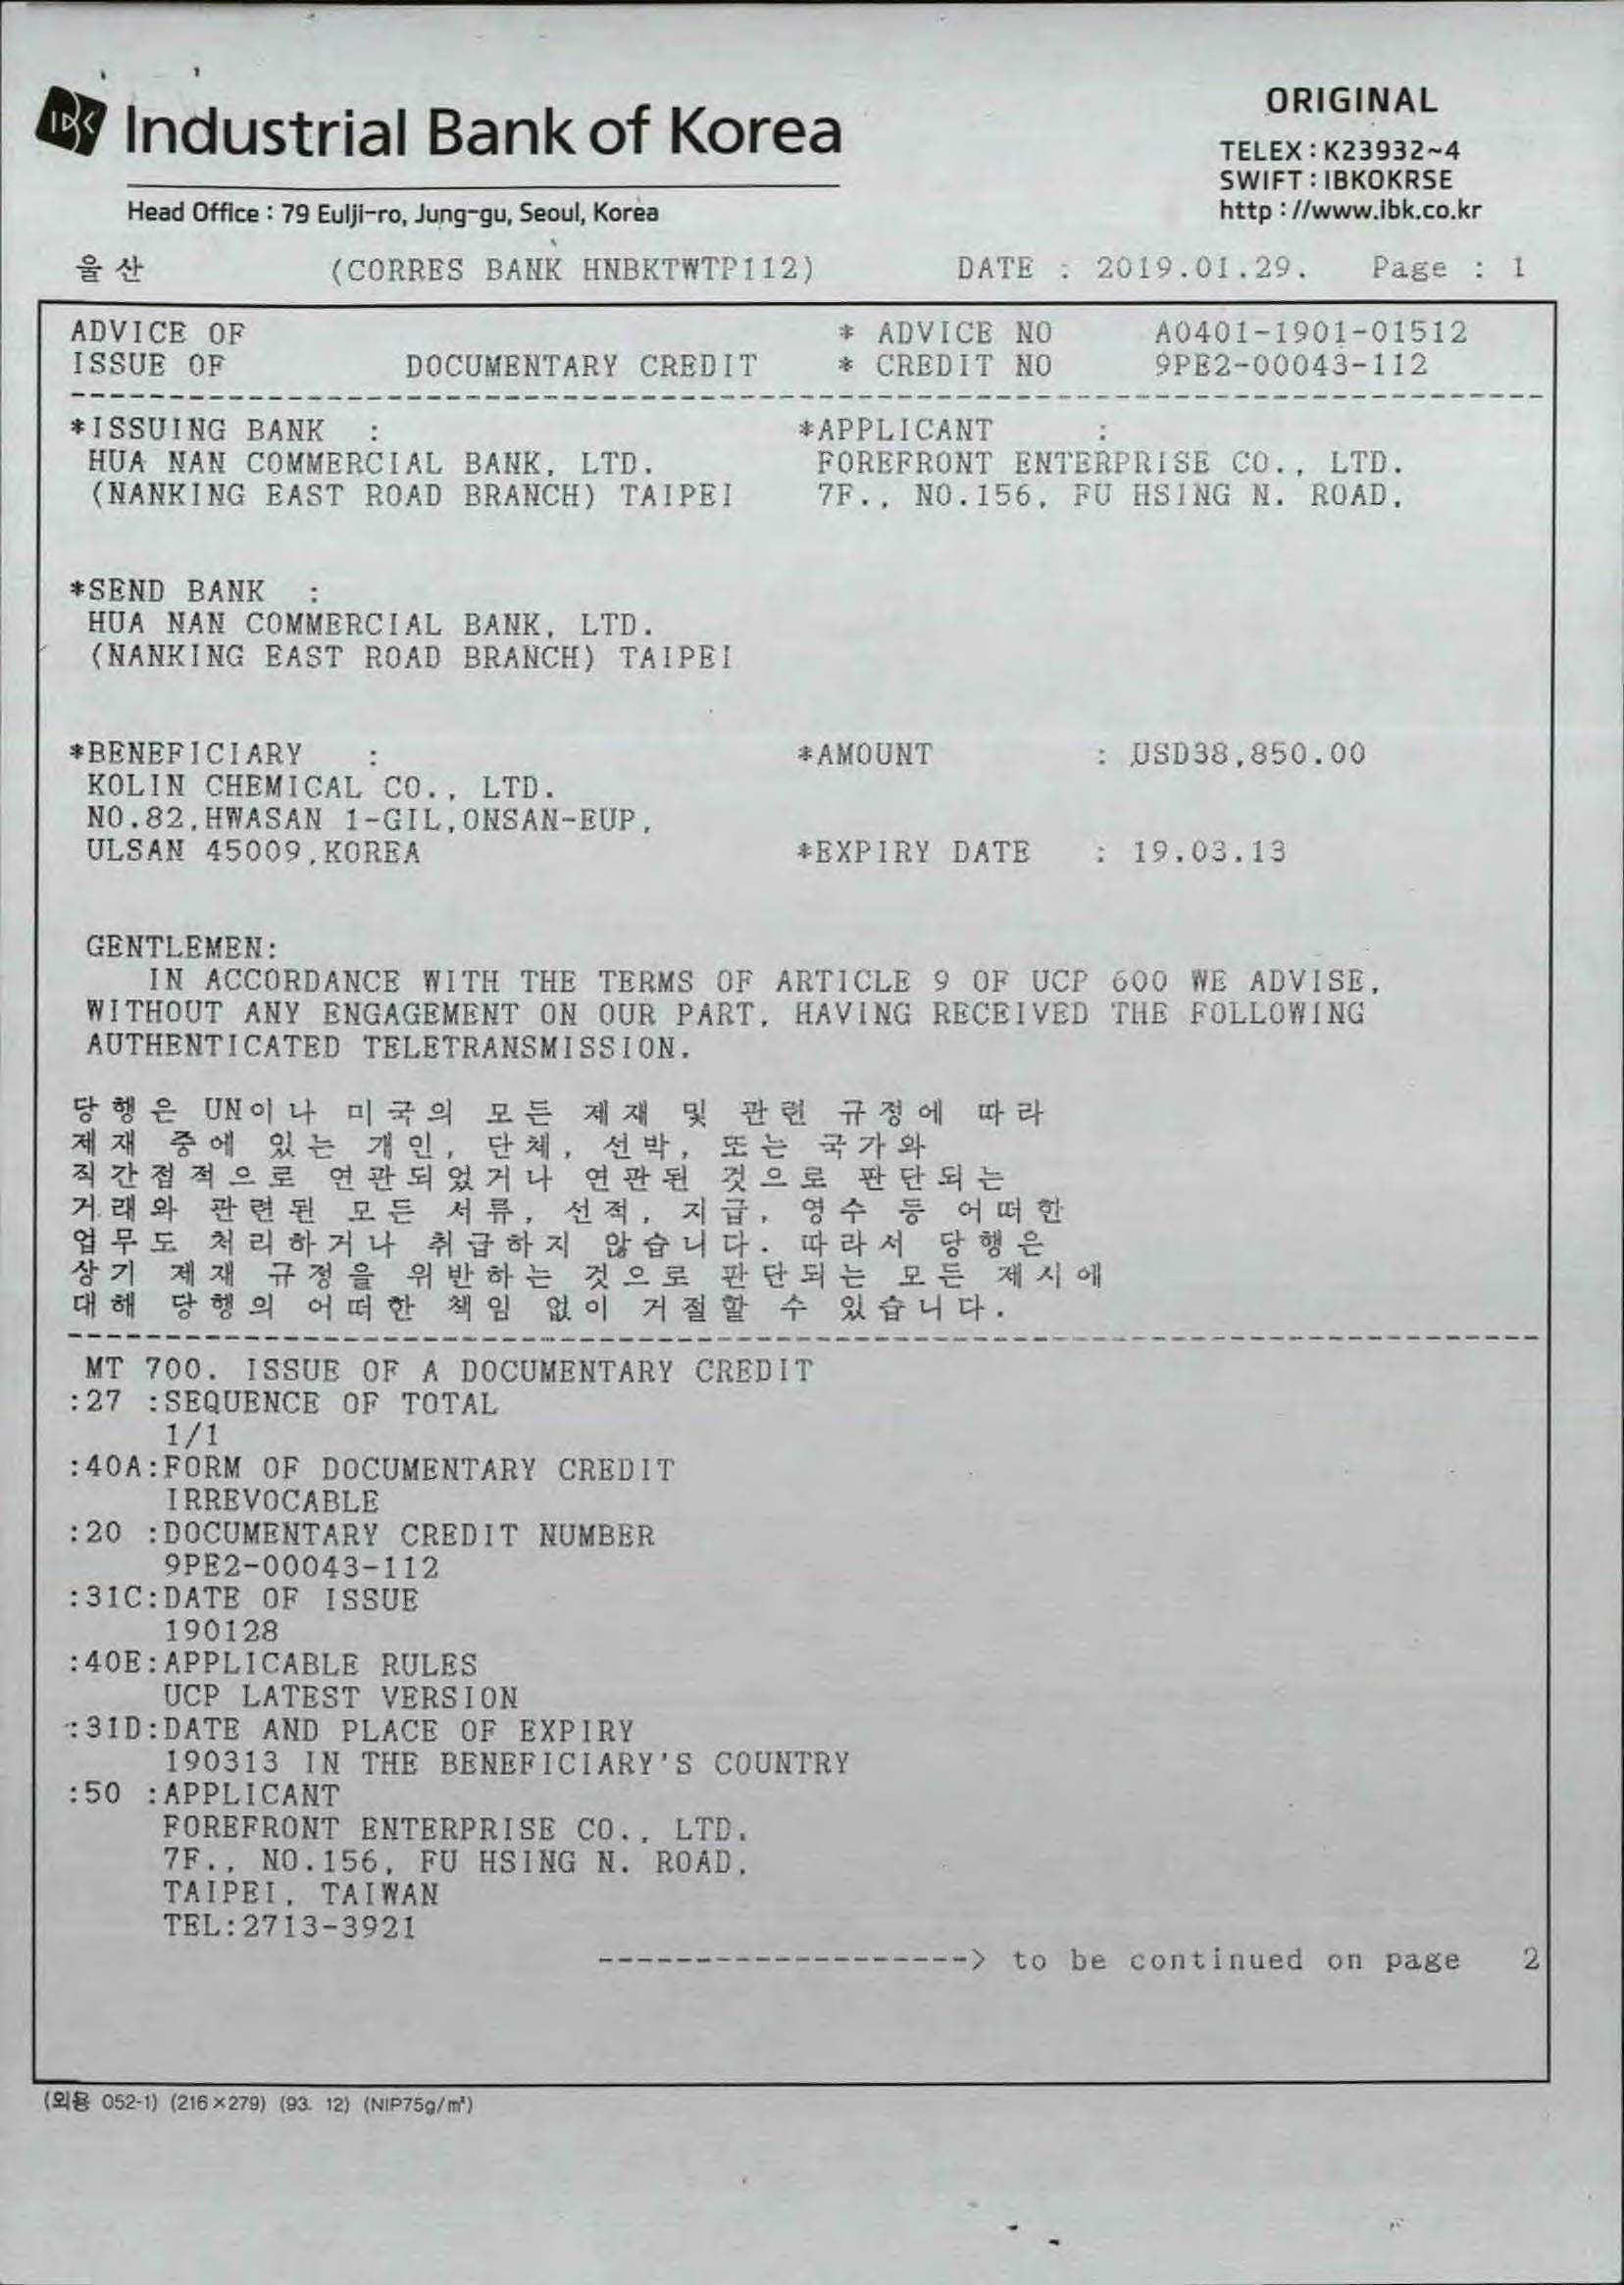 IBK Industrial Bank of Korea
ORIGINAL
TELEX : K23932~4
SWIFT : IBKOKRSE
http : //www.ibk.co.kr
Head Office : 79 Eulji-ro, Jung-gu, Seoul, Korea
울산 (CORRES BANK HNBKTWTP112) DATE : 2019.01.29. Page : 1
ADVICE OF * ADVICE NO A0401-1901-01512
ISSUE OF DOCUMENTARY CREDIT * CREDIT NO 9PE2-00043-112
*ISSUING BANK : *APPLICANT :
HUA NAN COMMERCIAL BANK, LTD. FOREFRONT ENTERPRISE CO., LTD.
(NANKING EAST ROAD BRANCH) TAIPEI 7F., NO.156, FU HSING N. ROAD,
*SEND BANK :
HUA NAN COMMERCIAL BANK, LTD.
(NANKING EAST ROAD BRANCH) TAIPEI
*BENEFICIARY : *AMOUNT : USD38,850.00
KOLIN CHEMICAL CO., LTD.
NO.82,HWASAN 1-GIL,ONSAN-EUP,
ULSAN 45009,KOREA *EXPIRY DATE : 19.03.13
GENTLEMEN:
IN ACCORDANCE WITH THE TERMS OF ARTICLE 9 OF UCP 600 WE ADVISE,
WITHOUT ANY ENGAGEMENT ON OUR PART, HAVING RECEIVED THE FOLLOWING
AUTHENTICATED TELETRANSMISSION.
당행은 UN이나 미국의 모든 제재 및 관련 규정에 따라
제재 중에 있는 개인, 단체, 선박, 또는 국가와
직간접적으로 연관되었거나 연관된 것으로 판단되는
거래와 관련된 모든 서류, 선적, 지급, 영수 등 어떠한
업무도 처리하거나 취급하지 않습니다. 따라서 당행은
상기 제재 규정을 위반하는 것으로 판단되는 모든 제시에
대해 당행의 어떠한 책임 없이 거절할 수 있습니다.
MT 700. ISSUE OF A DOCUMENTARY CREDIT
:27 :SEQUENCE OF TOTAL
1/1
:40A:FORM OF DOCUMENTARY CREDIT
IRREVOCABLE
:20 :DOCUMENTARY CREDIT NUMBER
9PE2-00043-112
:31C:DATE OF ISSUE
190128
:40E:APPLICABLE RULES
UCP LATEST VERSION
:31D:DATE AND PLACE OF EXPIRY
190313 IN THE BENEFICIARY'S COUNTRY
:50 :APPLICANT
FOREFRONT ENTERPRISE CO., LTD.
7F., NO.156, FU HSING N. ROAD,
TAIPEI, TAIWAN
TEL:2713-3921
-------------------> to be continued on page 2
(외용 052-1) (216×279) (93. 12) (NIP75g/㎡)